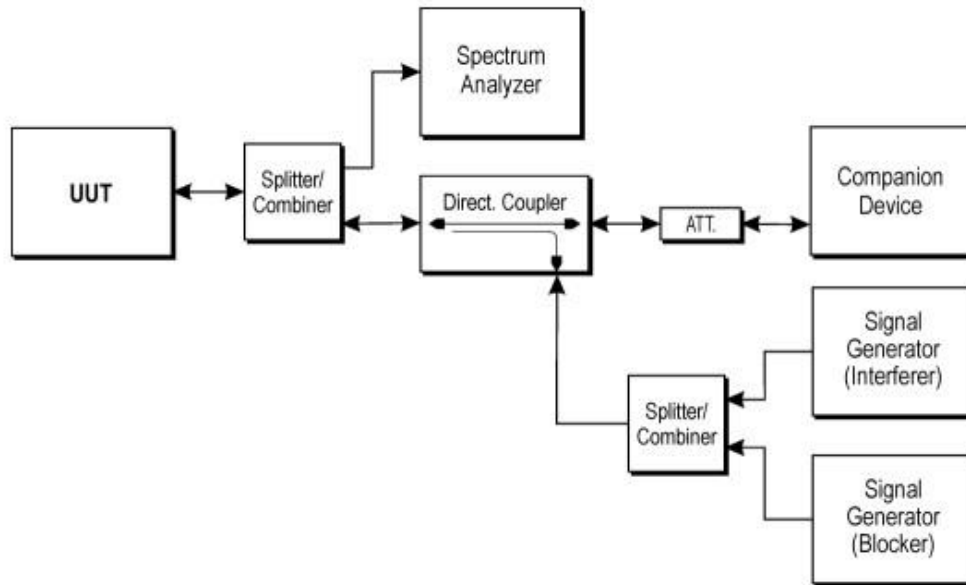 Spectrum
Analyzer
UUT
Splitter/
Combiner
Direct. Coupler
ATT.
Companion
Device
Signal
Generator
(Interferer)
Splitter/
Combiner
Signal
Generator
(Blocker)